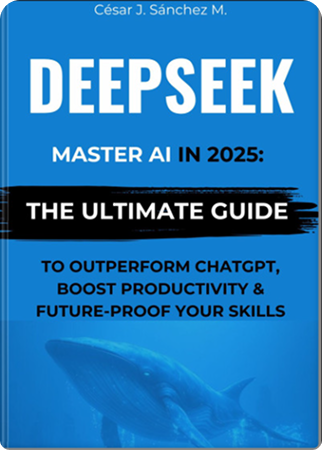 César J. Sánchez M.
DEEPSEEK
MASTER AI IN 2025:
THE ULTIMATE GUIDE
TO OUTPERFORM CHATGPT,
BOOST PRODUCTIVITY &
FUTURE-PROOF YOUR SKILLS